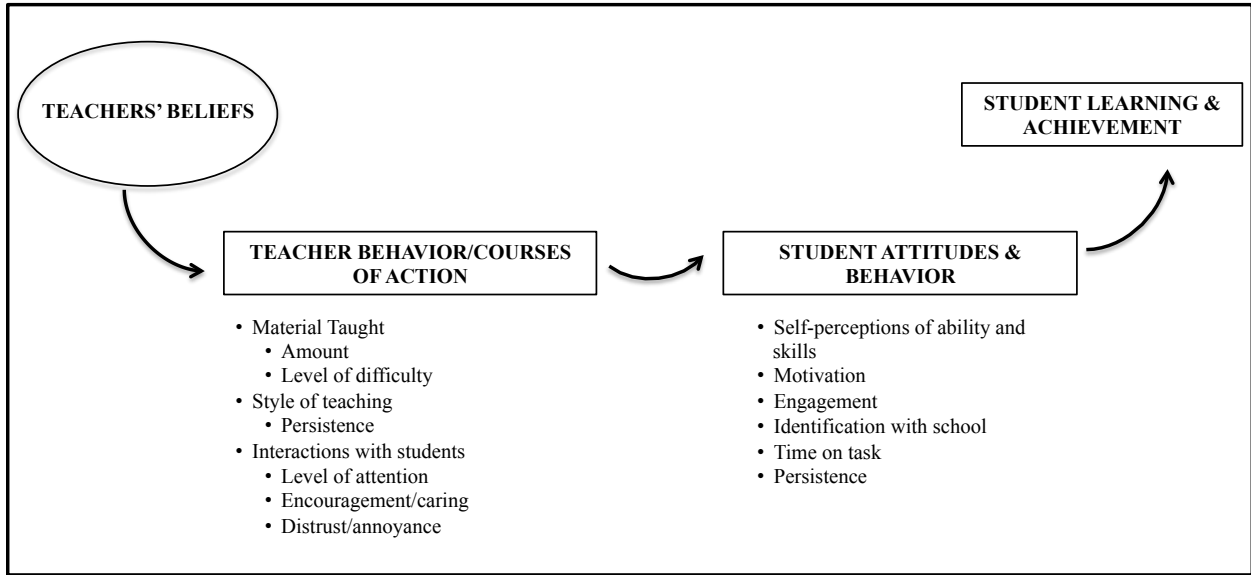 TEACHERS’ BELIEFS
STUDENT LEARNING &
ACHIEVEMENT
TEACHER BEHAVIOR/COURSES
OF ACTION
• Material Taught
• Amount
• Level of difficulty
• Style of teaching
• Persistence
• Interactions with students
• Level of attention
• Encouragement/caring
• Distrust/annoyance
STUDENT ATTITUDES &
BEHAVIOR
• Self-perceptions of ability and
skills
• Motivation
• Engagement
• Identification with school
• Time on task
• Persistence